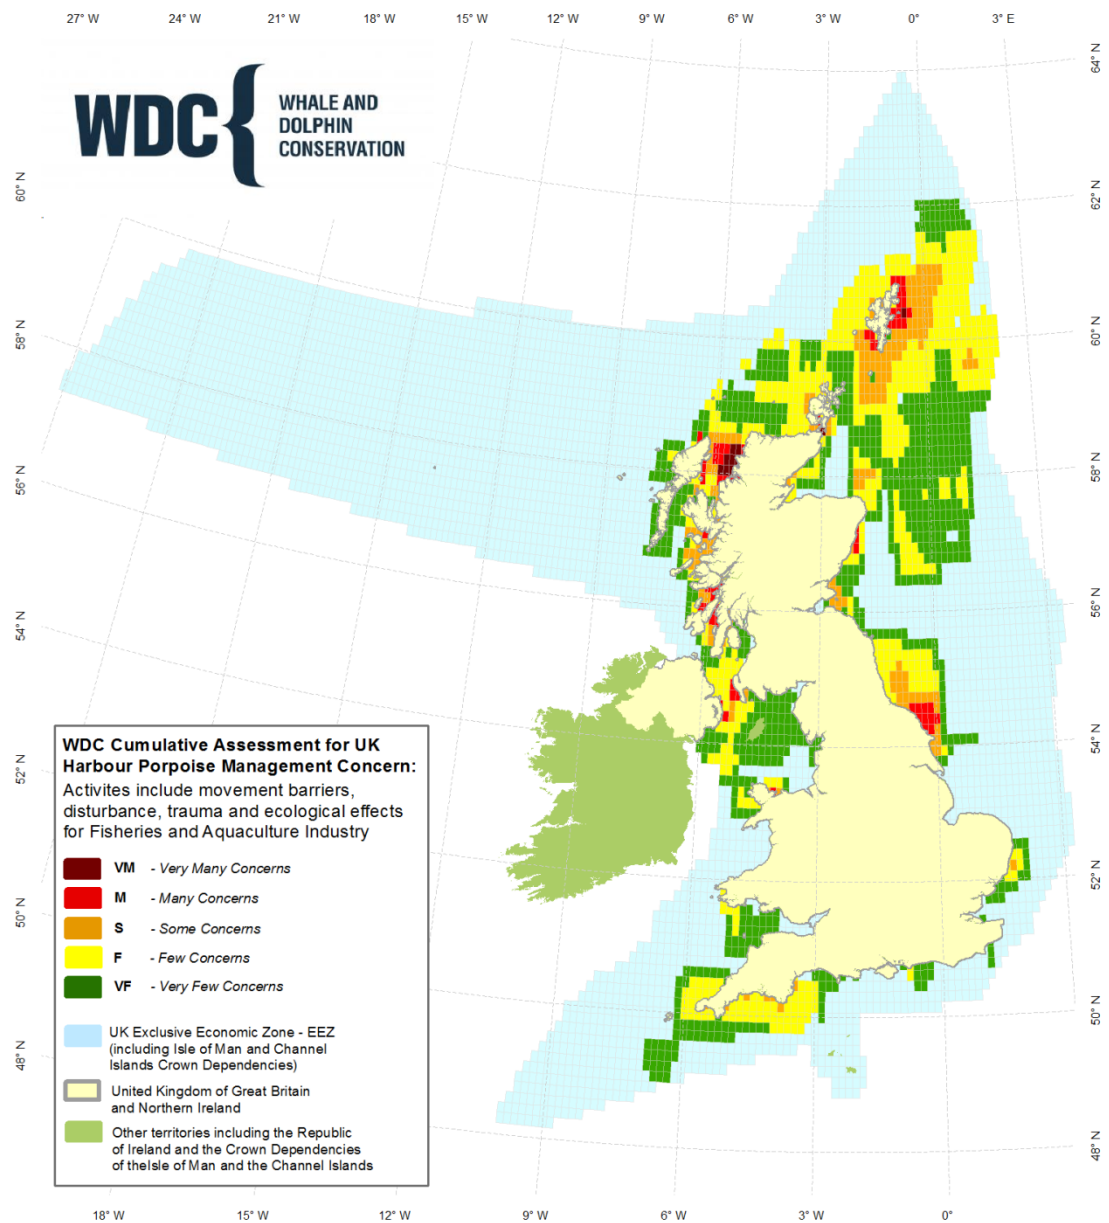 27° W 24° W 21° W 18° W 15° W 12° W 9° W 6° W 3° W 0° 3° E
64° N
WDC WHALE AND
DOLPHIN
CONSERVATION
60° N
62° N
58° N
60° N
56° N
58° N
54° N
56° N
52° N
54° N
50° N
52° N
48° N
50° N
48° N
WDC Cumulative Assessment for UK
Harbour Porpoise Management Concern:
Activites include movement barriers,
disturbance, trauma and ecological effects
for Fisheries and Aquaculture Industry
VM - Very Many Concerns
M - Many Concerns
S - Some Concerns
F - Few Concerns
VF - Very Few Concerns
UK Exclusive Economic Zone - EEZ
(including Isle of Man and Channel
Islands Crown Dependencies)
United Kingdom of Great Britain
and Northern Ireland
Other territories including the Republic
of Ireland and the Crown Dependencies
of theIsle of Man and the Channel Islands
18° W 15° W 12° W 9° W 6° W 3° W 0°